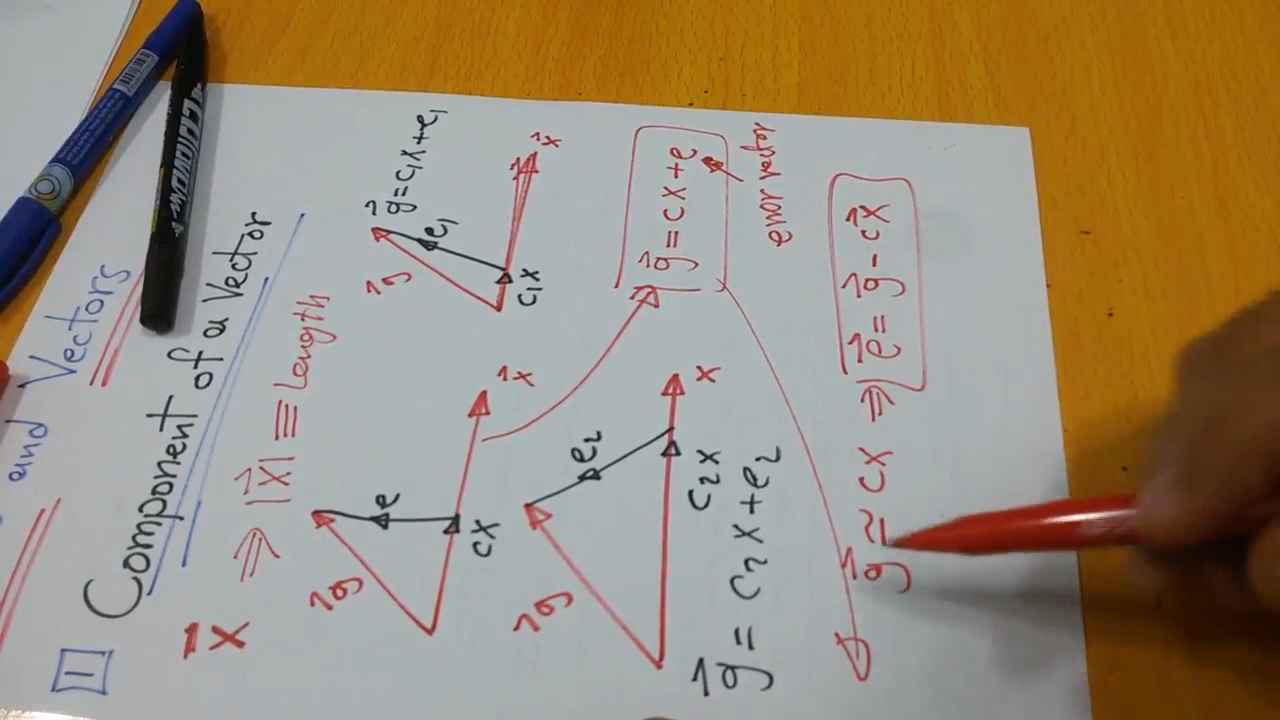 and Vectors
1 Component of a Vector
x̄ ⇒ |x⃗| ≡ Length
g⃗ e cx x⃗
g⃗ e₁ c₁x x⃗
g⃗ = c₁x + e₁
g⃗ e₂ c₂x x
g⃗ = c₂x + e₂
g⃗ = cx + e
error vector
g⃗ ≃ cx ⇒ e⃗ = g⃗ - cx⃗